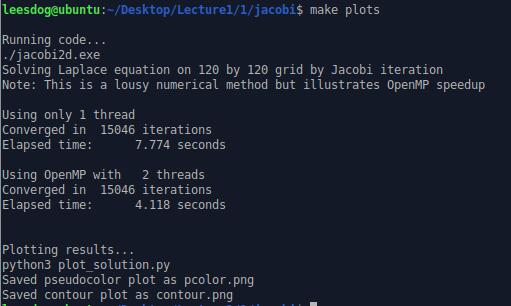 leesdog@ubuntu:~/Desktop/Lecture1/1/jacobi$ make plots
Running code...
./jacobi2d.exe
Solving Laplace equation on 120 by 120 grid by Jacobi iteration
Note: This is a lousy numerical method but illustrates OpenMP speedup
Using only 1 thread
Converged in  15046 iterations
Elapsed time:      7.774 seconds
Using OpenMP with   2 threads
Converged in  15046 iterations
Elapsed time:      4.118 seconds
Plotting results...
python3 plot_solution.py
Saved pseudocolor plot as pcolor.png
Saved contour plot as contour.png